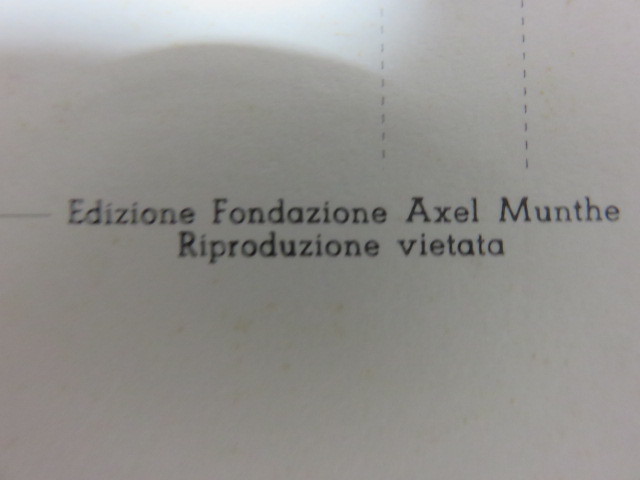 Edizione Fondazione Axel Munthe
Riproduzione vietata